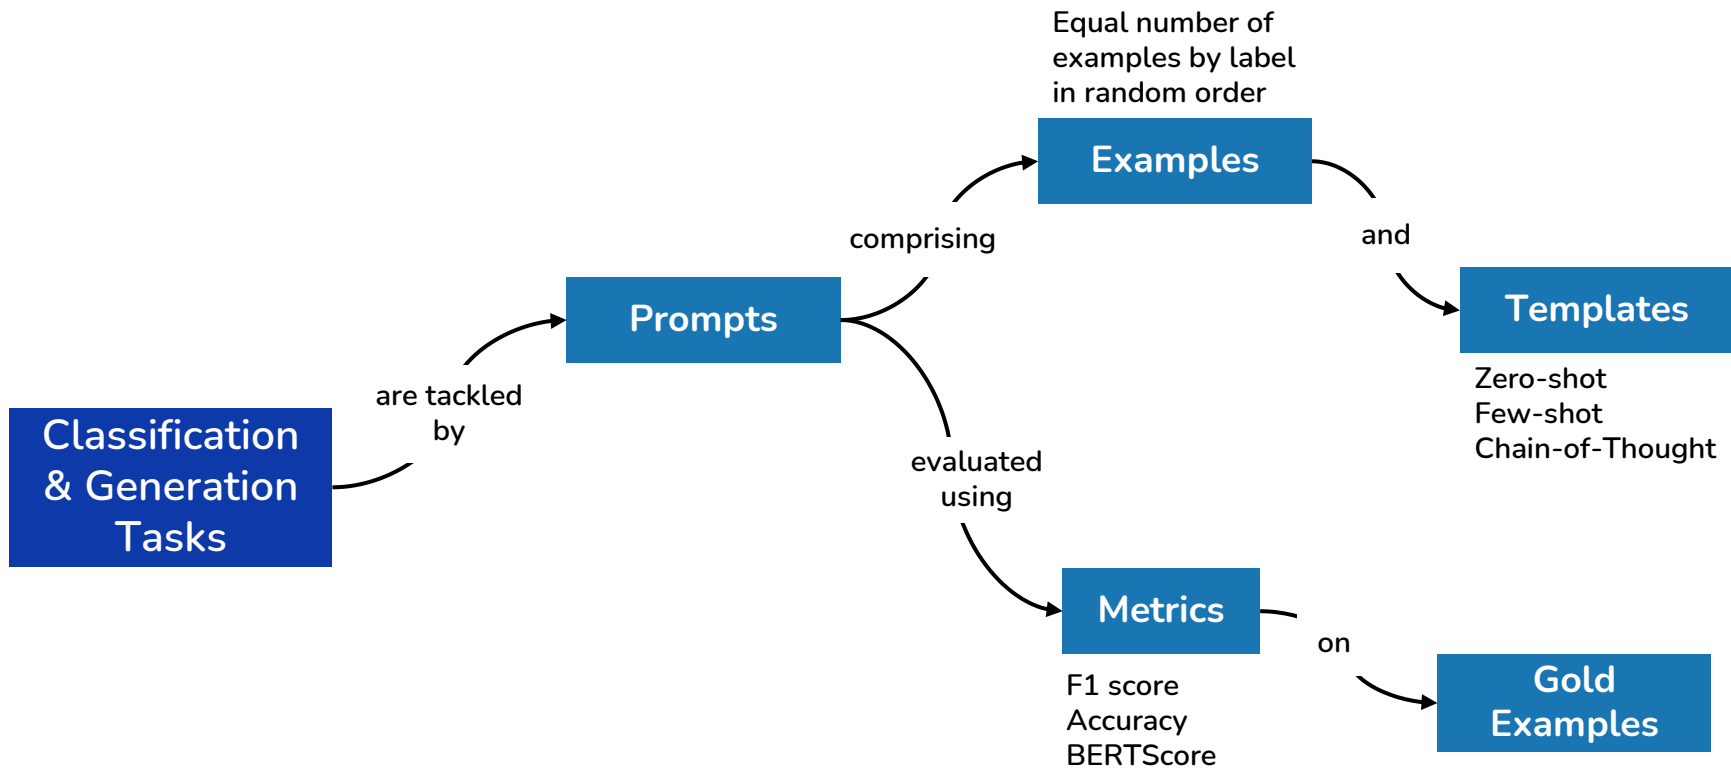 Equal number of
examples by label
in random order
Examples
comprising
and
Prompts
Templates
Zero-shot
Few-shot
Chain-of-Thought
are tackled
by
Classification
& Generation
Tasks
evaluated
using
Metrics
F1 score
Accuracy
BERTScore
on
Gold
Examples